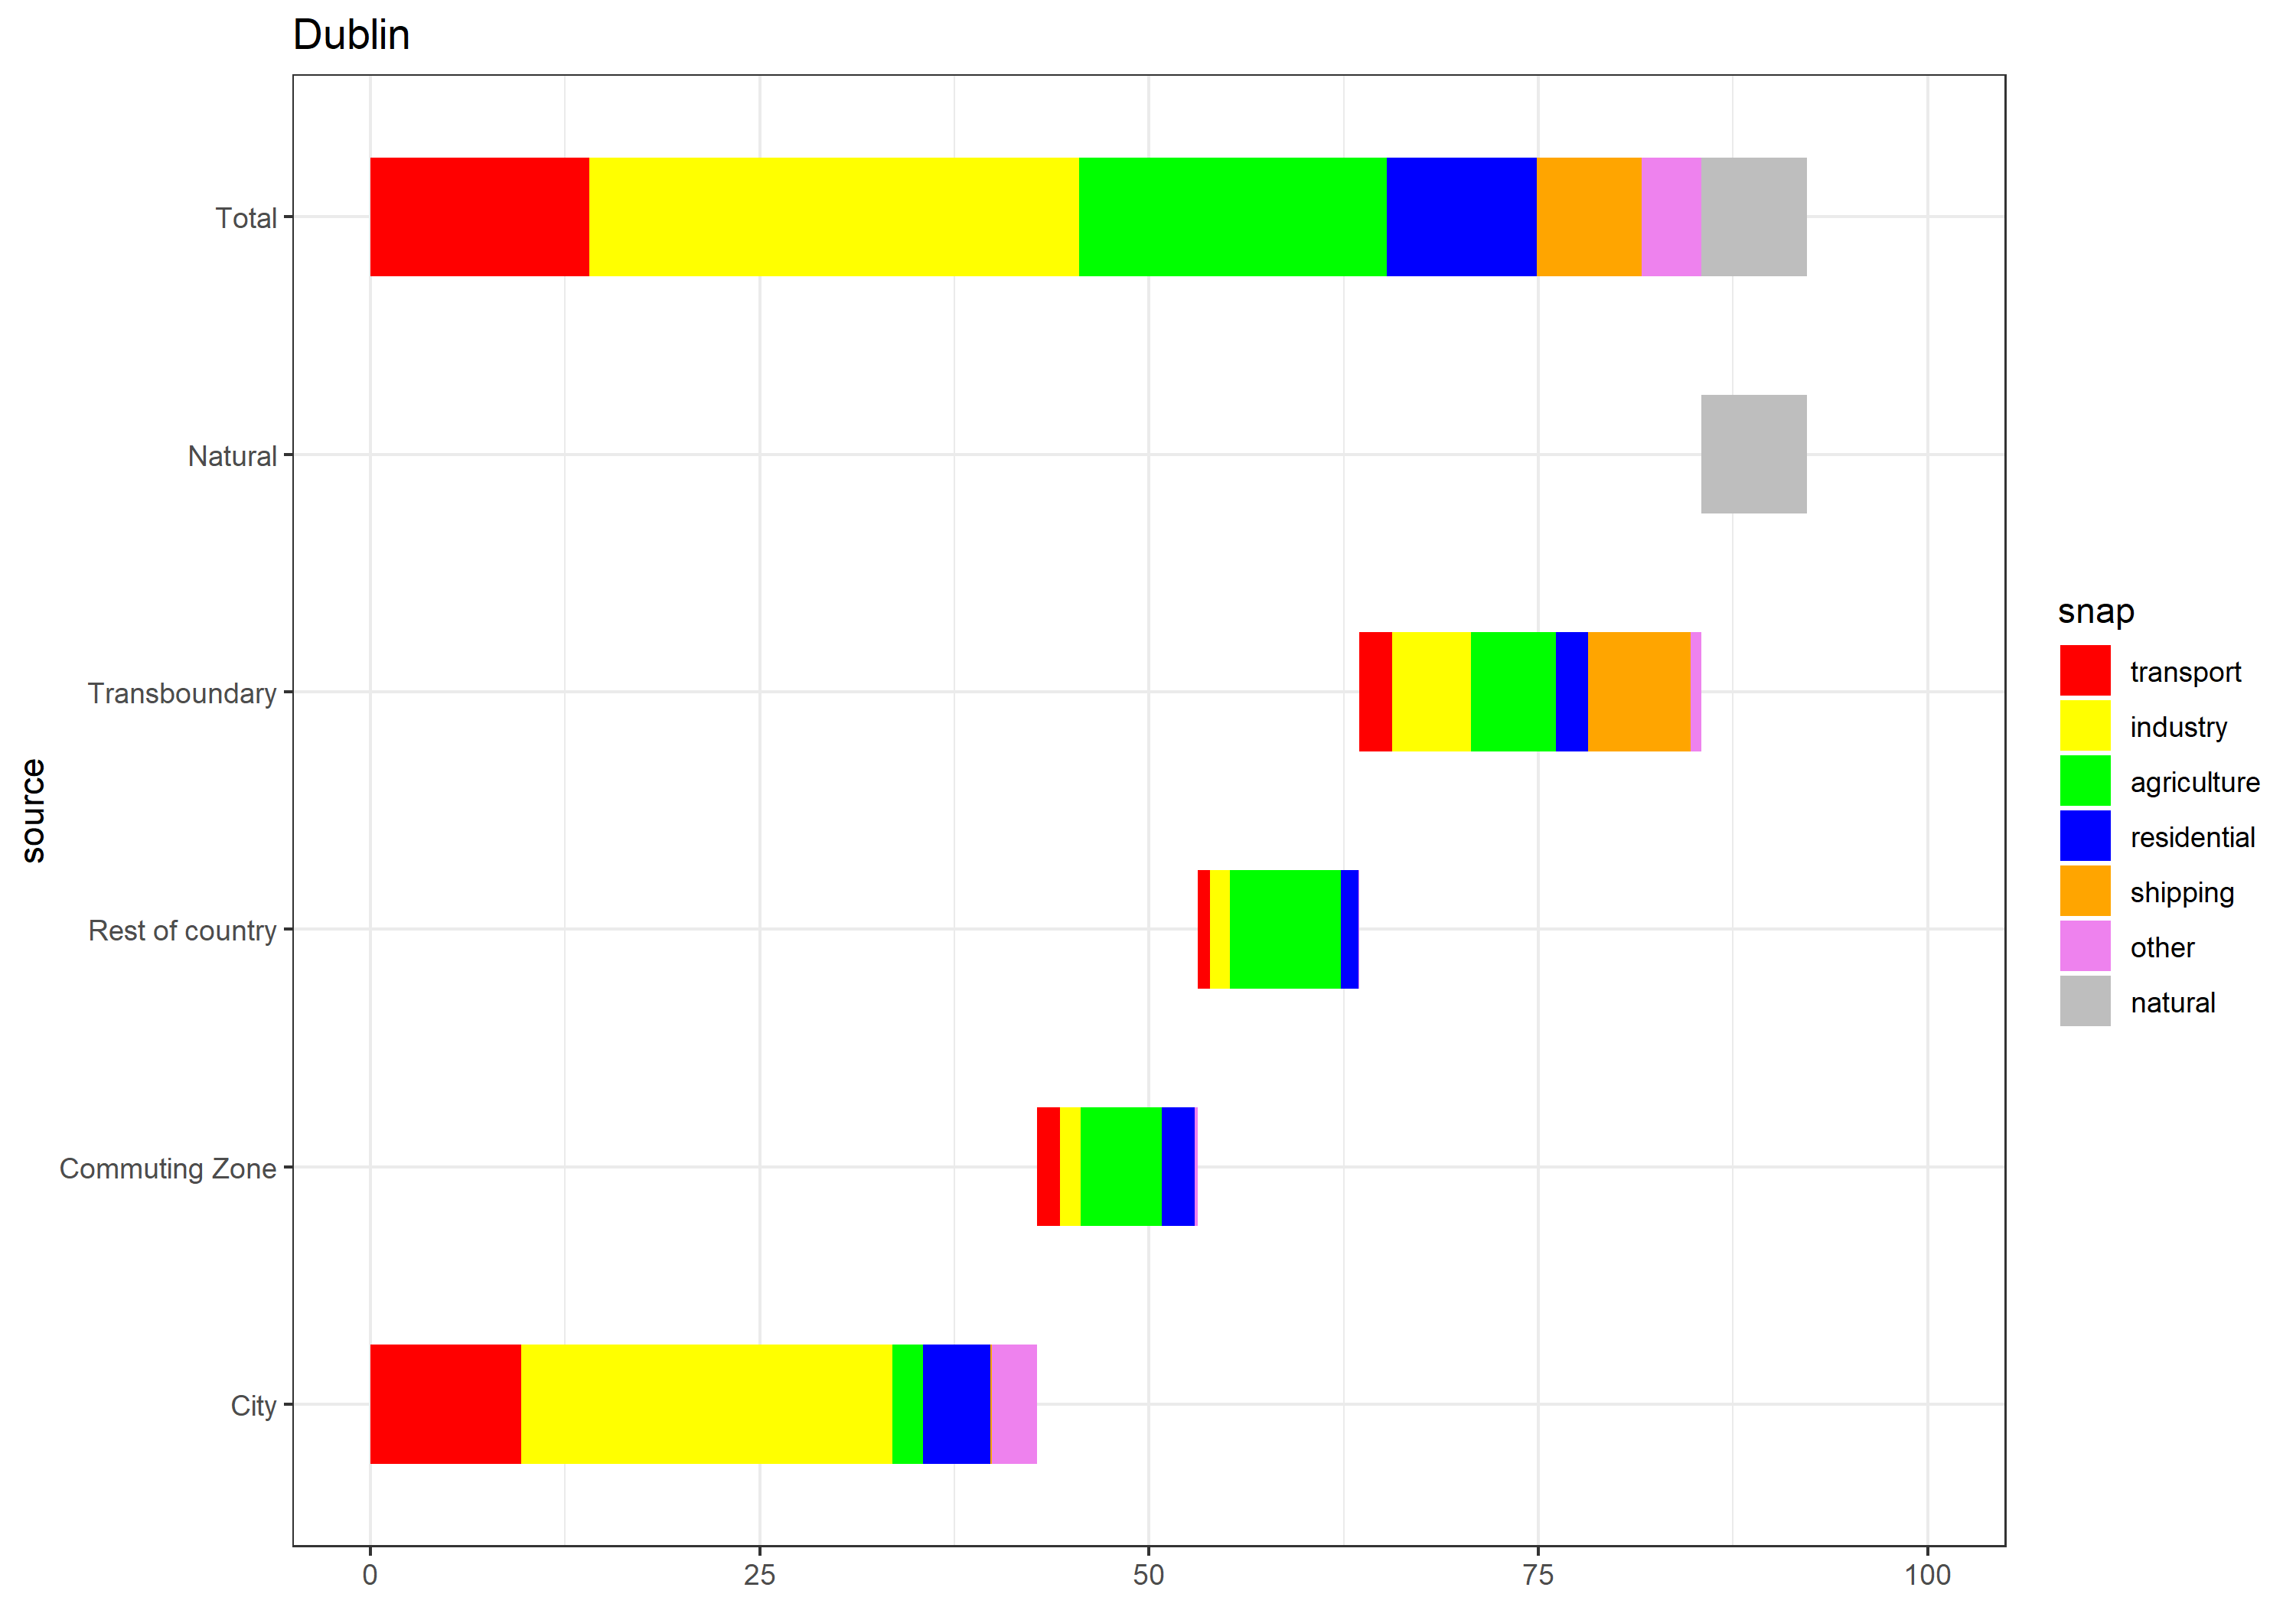 Dublin
source
Total
Natural
Transboundary
Rest of country
Commuting Zone
City
0 25 50 75 100
snap
transport
industry
agriculture
residential
shipping
other
natural